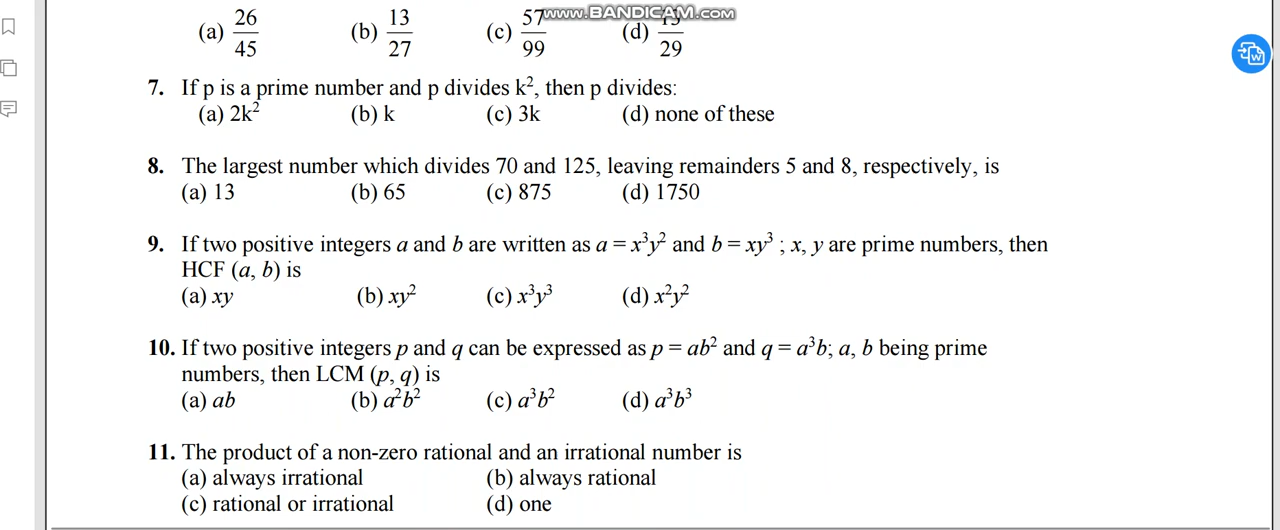 www.BANDICAM.com
(a) 26/45 (b) 13/27 (c) 57/99 (d) /29
7. If p is a prime number and p divides k², then p divides:
(a) 2k² (b) k (c) 3k (d) none of these
8. The largest number which divides 70 and 125, leaving remainders 5 and 8, respectively, is
(a) 13 (b) 65 (c) 875 (d) 1750
9. If two positive integers a and b are written as a = x³y² and b = xy³ ; x, y are prime numbers, then
HCF (a, b) is
(a) xy (b) xy² (c) x³y³ (d) x²y²
10. If two positive integers p and q can be expressed as p = ab² and q = a³b; a, b being prime
numbers, then LCM (p, q) is
(a) ab (b) a²b² (c) a³b² (d) a³b³
11. The product of a non-zero rational and an irrational number is
(a) always irrational (b) always rational
(c) rational or irrational (d) one